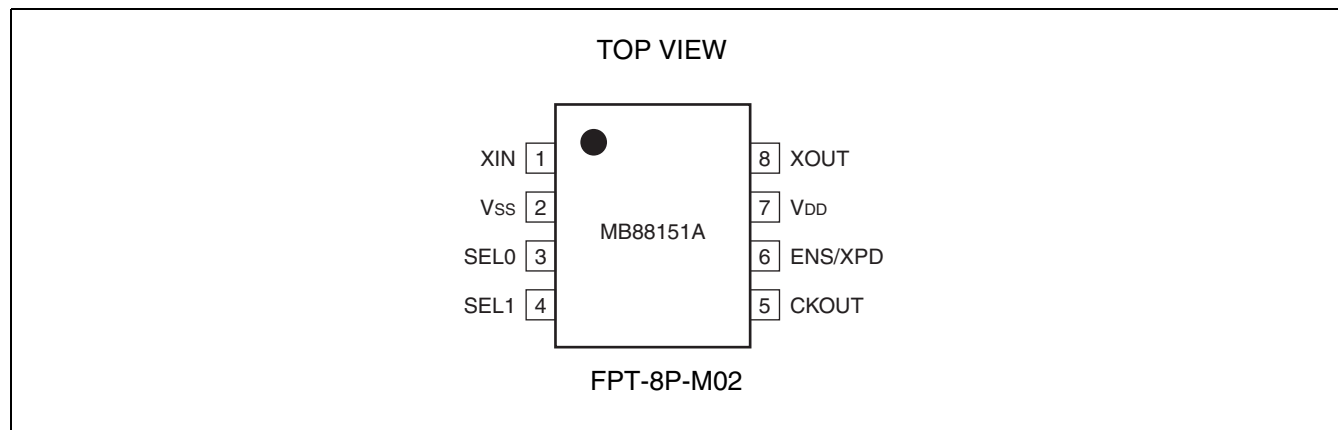 TOP VIEW
XIN 1 8 XOUT
VSS 2 7 VDD
MB88151A
SEL0 3 6 ENS/XPD
SEL1 4 5 CKOUT
FPT-8P-M02